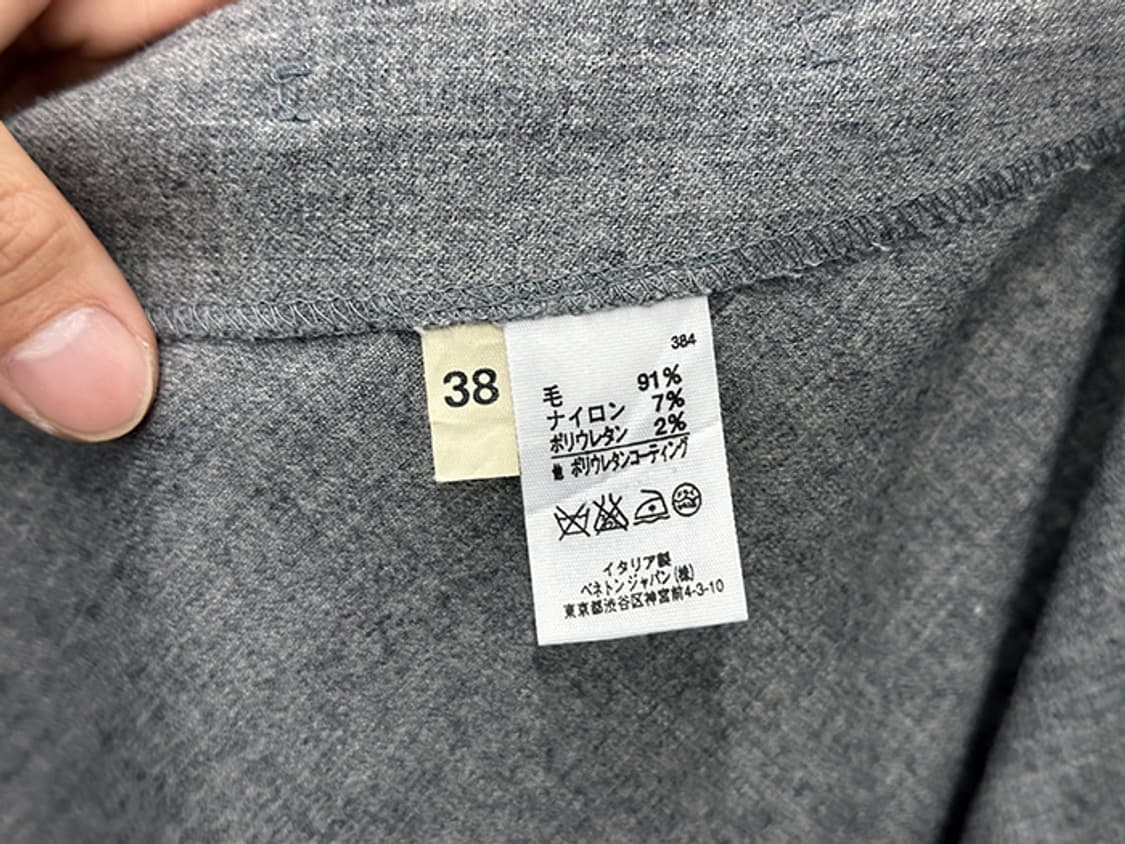 38
384
毛 91%
ナイロン 7%
ポリウレタン 2%
他 ポリウレタンコーティング
イタリア製
ベネトンジャパン(株)
東京都渋谷区神宮前4-3-10